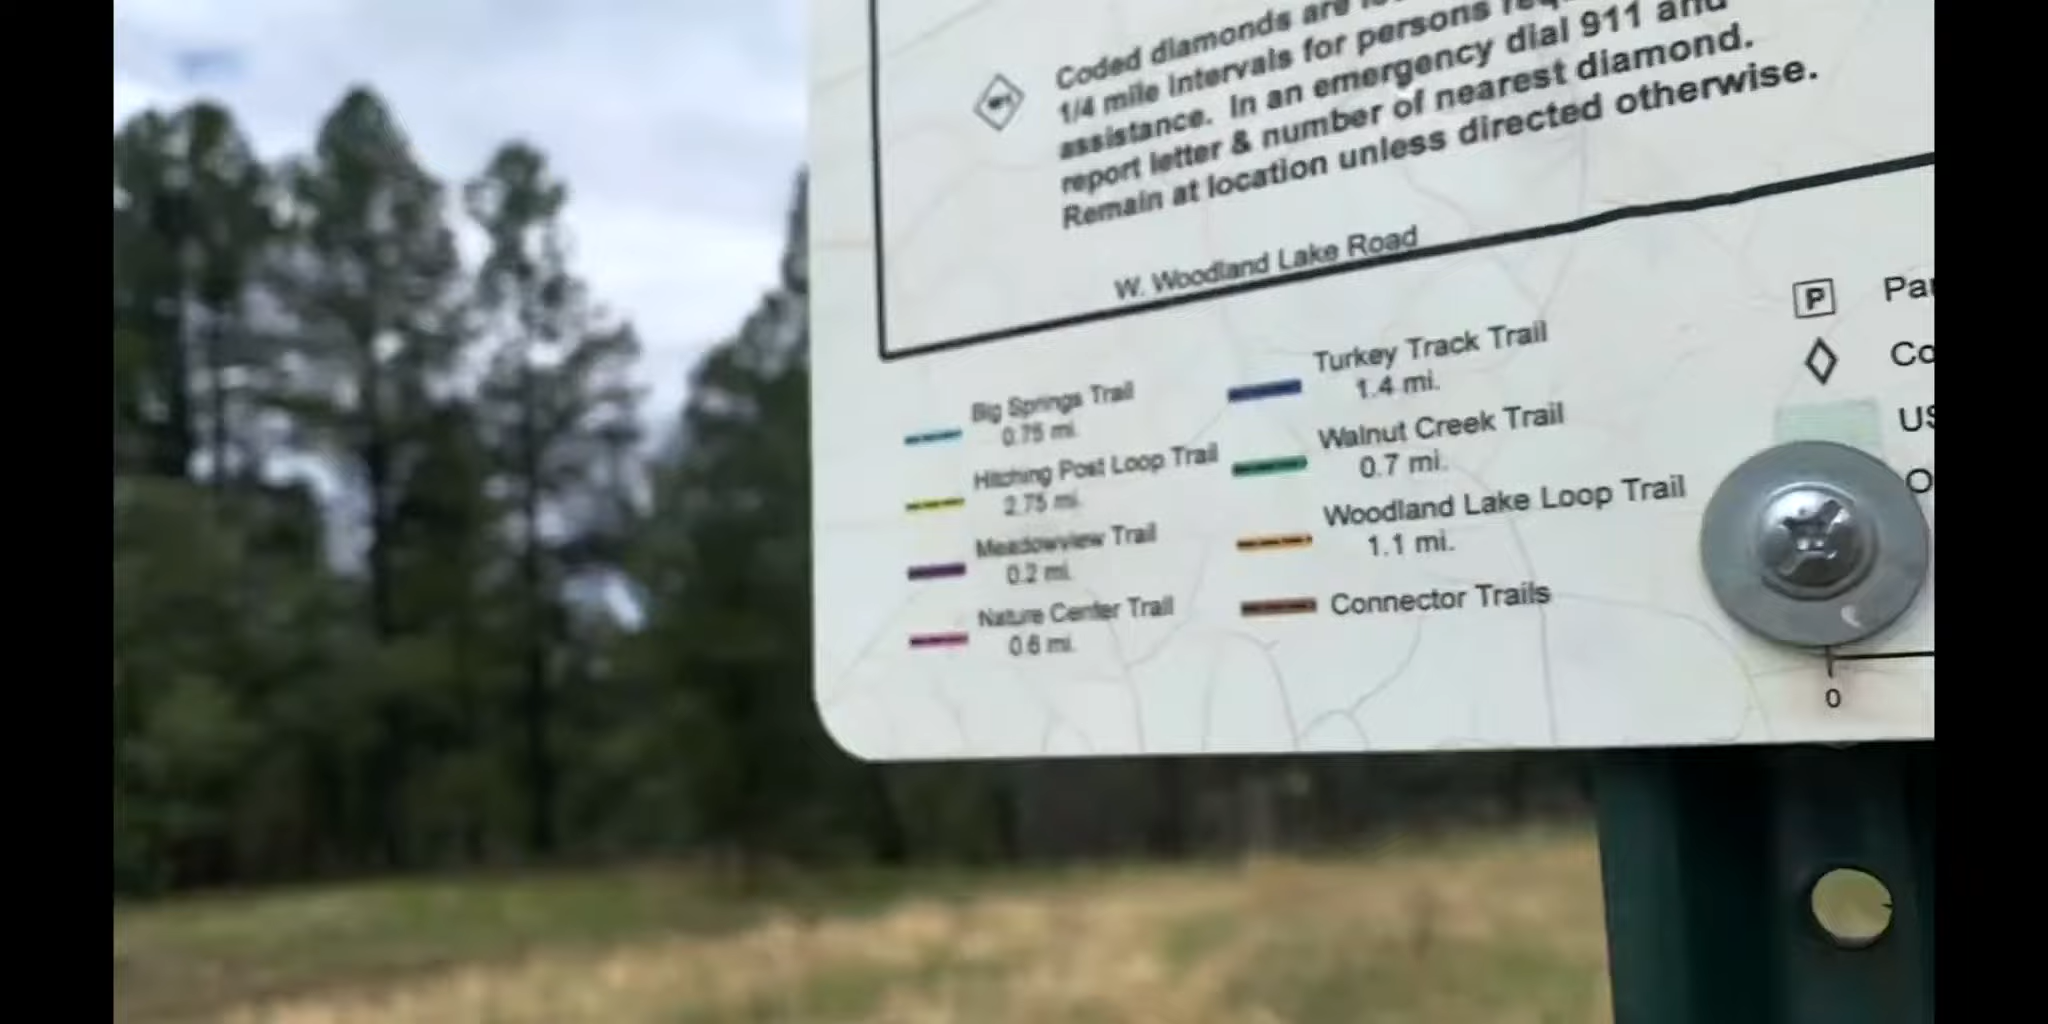 Coded diamonds are
1/4 mile intervals for persons
assistance. In an emergency dial 911 and
report letter & number of nearest diamond.
Remain at location unless directed otherwise.
W. Woodland Lake Road
Big Springs Trail
0.75 mi.
Hitching Post Loop Trail
2.75 mi.
Meadowview Trail
0.2 mi.
Nature Center Trail
0.6 mi.
Turkey Track Trail
1.4 mi.
Walnut Creek Trail
0.7 mi.
Woodland Lake Loop Trail
1.1 mi.
Connector Trails
P
0